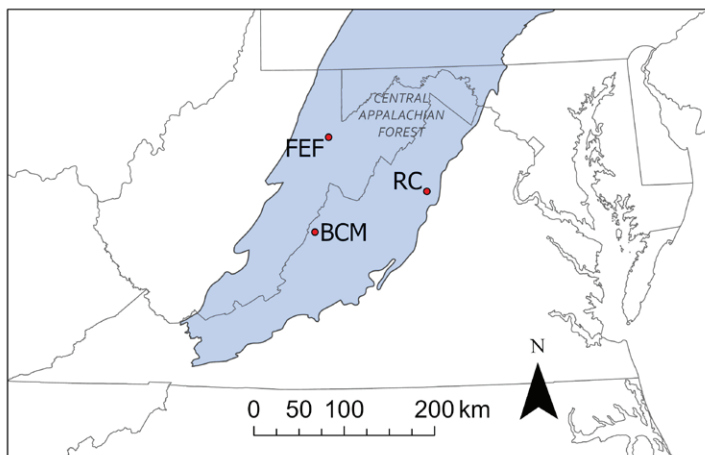 CENTRAL
APPALACHIAN
FOREST
FEF
RC
BCM
N
0 50 100 200 km